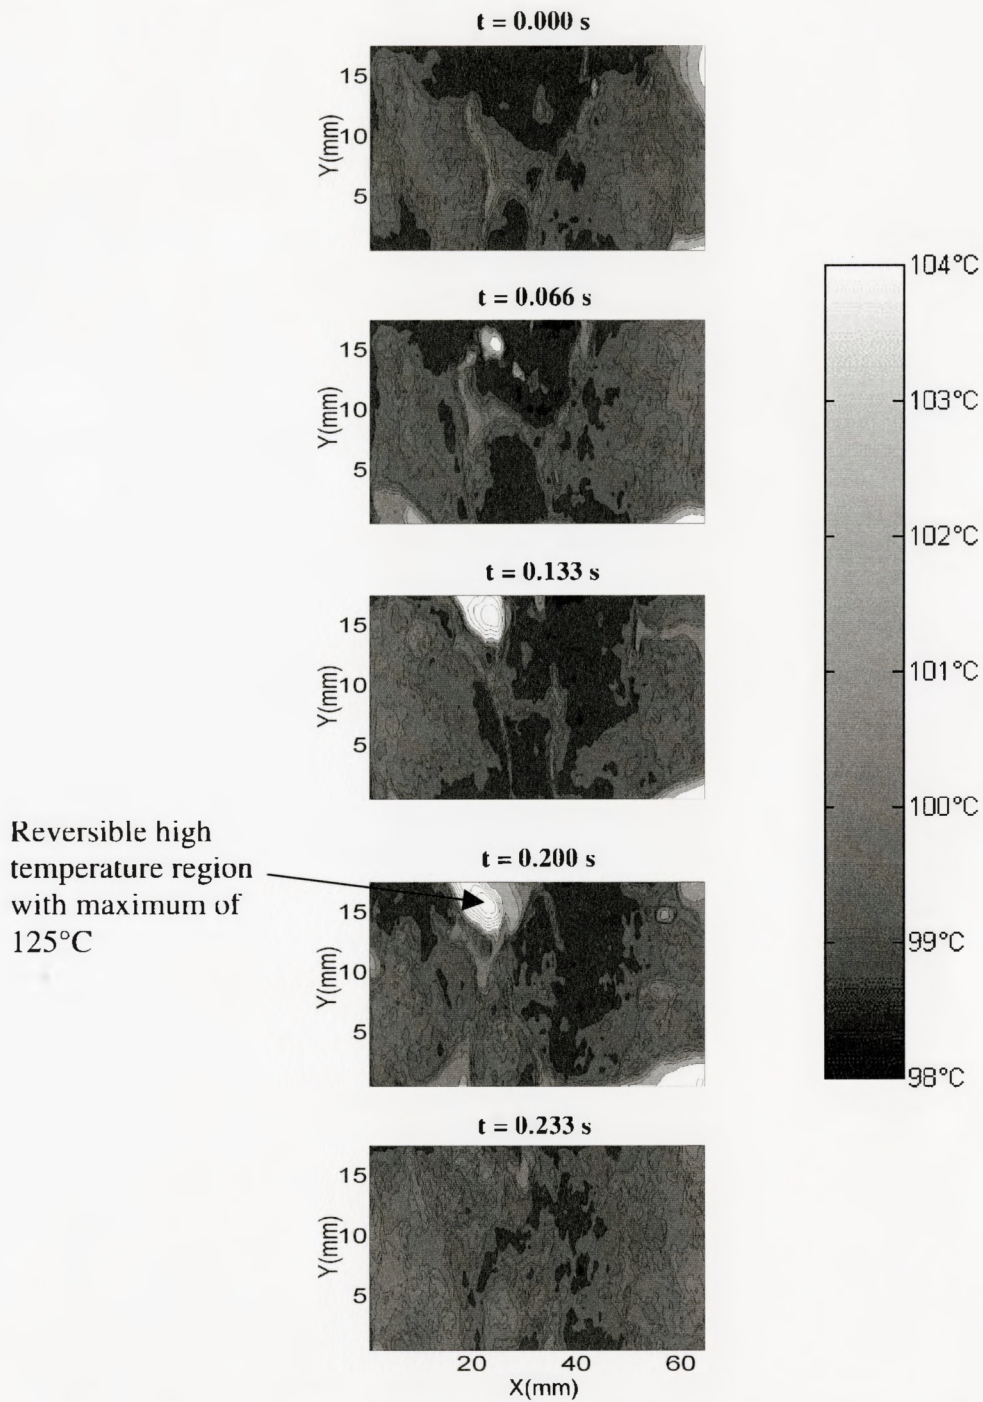 t = 0.000 s
15
10
5
Y(mm)
t = 0.066 s
15
10
5
Y(mm)
t = 0.133 s
15
10
5
Y(mm)
t = 0.200 s
15
10
5
Y(mm)
t = 0.233 s
15
10
5
Y(mm)
20 40 60
X(mm)
Reversible high
temperature region
with maximum of
125°C
104°C
103°C
102°C
101°C
100°C
99°C
98°C